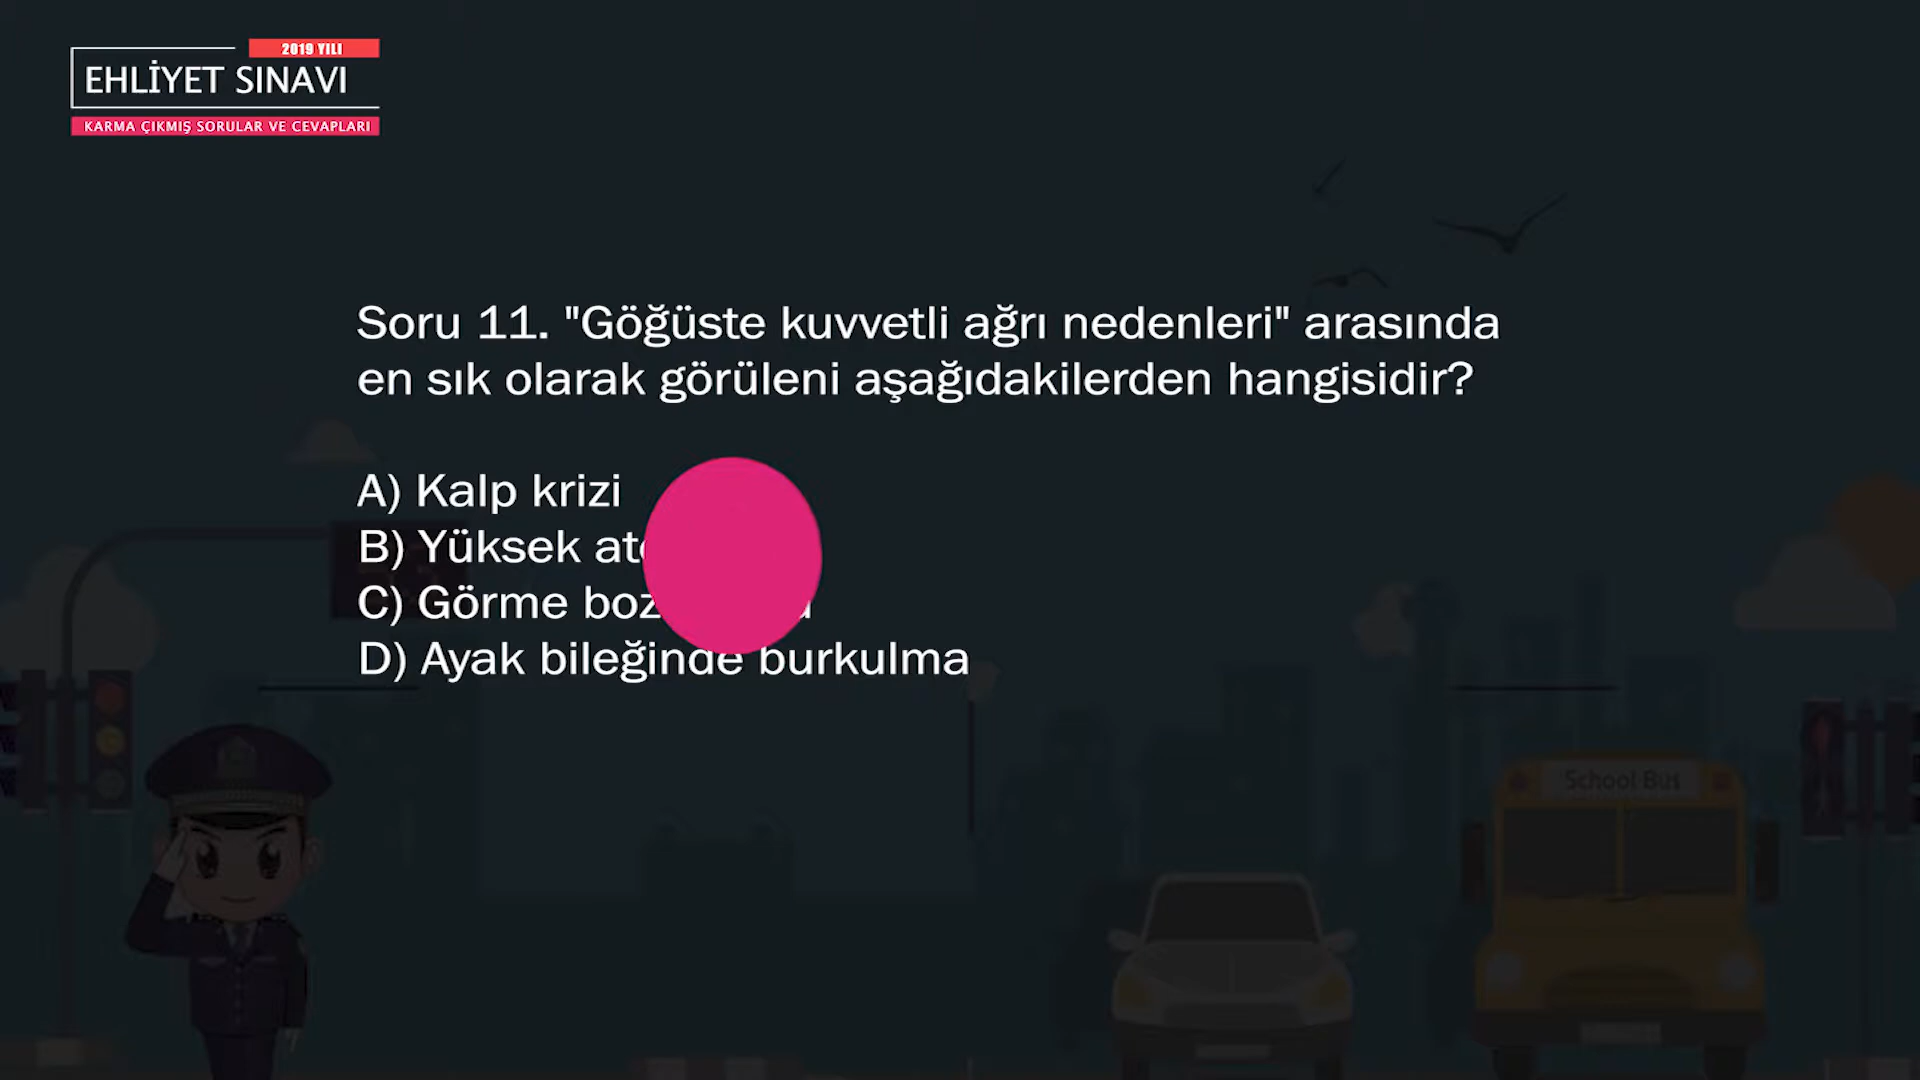 2019 YILI
EHLİYET SINAVI
KARMA ÇIKMIŞ SORULAR VE CEVAPLARI
Soru 11. "Göğüste kuvvetli ağrı nedenleri" arasında
en sık olarak görüleni aşağıdakilerden hangisidir?
A) Kalp krizi
B) Yüksek
C) Görme
D) Ayak bileğinde burkulma
School Bus